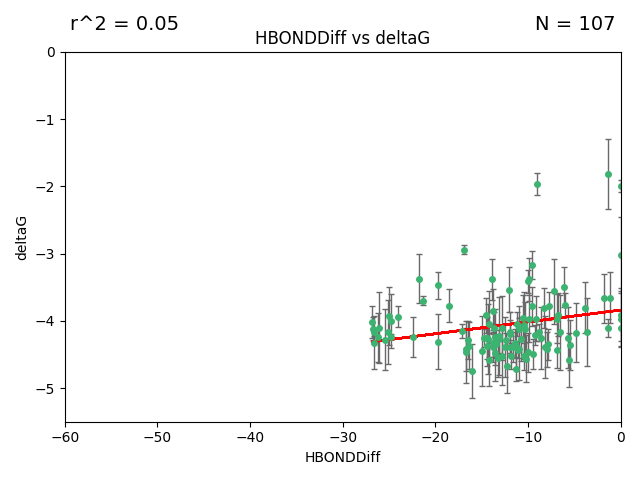 r^2 = 0.05
N = 107
HBONDDiff vs deltaG
0
−1
−2
−3
−4
−5
deltaG
−60
−50
−40
−30
−20
−10
0
HBONDDiff